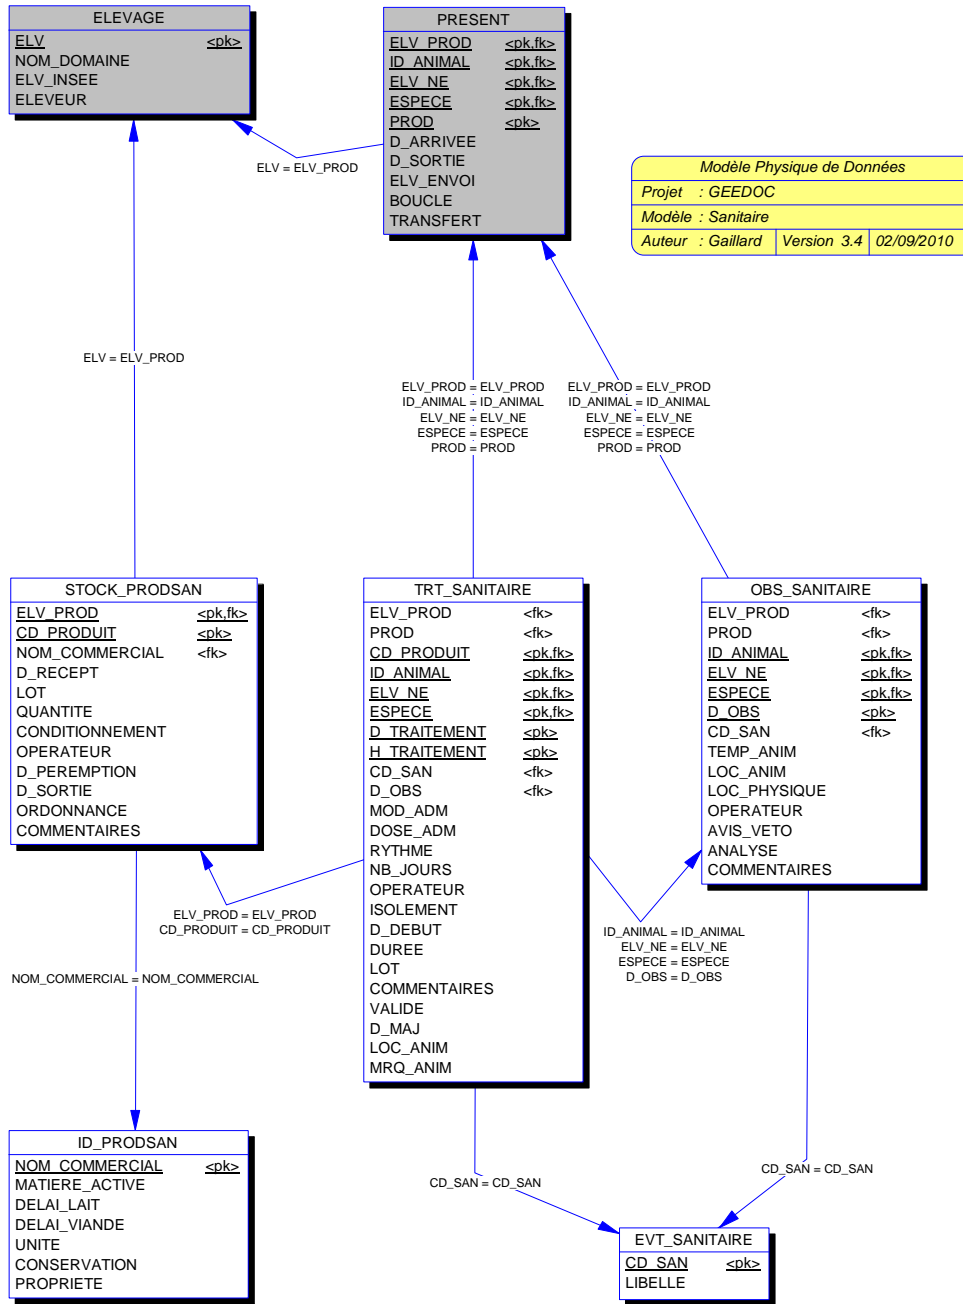 ELEVAGE
ELV <pk>
NOM_DOMAINE
ELV_INSEE
ELEVEUR
PRESENT
ELV_PROD <pk,fk>
ID_ANIMAL <pk,fk>
ELV_NE <pk,fk>
ESPECE <pk,fk>
PROD <pk>
D_ARRIVEE
D_SORTIE
ELV_ENVOI
BOUCLE
TRANSFERT
ELV = ELV_PROD
Modèle Physique de Données
Projet : GEEDOC
Modèle : Sanitaire
Auteur : Gaillard Version 3.4 02/09/2010
ELV = ELV_PROD
ELV_PROD = ELV_PROD
ID_ANIMAL = ID_ANIMAL
ELV_NE = ELV_NE
ESPECE = ESPECE
PROD = PROD
ELV_PROD = ELV_PROD
ID_ANIMAL = ID_ANIMAL
ELV_NE = ELV_NE
ESPECE = ESPECE
PROD = PROD
STOCK_PRODSAN
ELV_PROD <pk,fk>
CD_PRODUIT <pk>
NOM_COMMERCIAL <fk>
D_RECEPT
LOT
QUANTITE
CONDITIONNEMENT
OPERATEUR
D_PEREMPTION
D_SORTIE
ORDONNANCE
COMMENTAIRES
TRT_SANITAIRE
ELV_PROD <fk>
PROD <fk>
CD_PRODUIT <pk,fk>
ID_ANIMAL <pk,fk>
ELV_NE <pk,fk>
ESPECE <pk,fk>
D_TRAITEMENT <pk>
H_TRAITEMENT <pk>
CD_SAN <fk>
D_OBS <fk>
MOD_ADM
DOSE_ADM
RYTHME
NB_JOURS
OPERATEUR
ISOLEMENT
D_DEBUT
DUREE
LOT
COMMENTAIRES
VALIDE
D_MAJ
LOC_ANIM
MRQ_ANIM
OBS_SANITAIRE
ELV_PROD <fk>
PROD <fk>
ID_ANIMAL <pk,fk>
ELV_NE <pk,fk>
ESPECE <pk,fk>
D_OBS <pk>
CD_SAN <fk>
TEMP_ANIM
LOC_ANIM
LOC_PHYSIQUE
OPERATEUR
AVIS_VETO
ANALYSE
COMMENTAIRES
ELV_PROD = ELV_PROD
CD_PRODUIT = CD_PRODUIT
ID_ANIMAL = ID_ANIMAL
ELV_NE = ELV_NE
ESPECE = ESPECE
D_OBS = D_OBS
NOM_COMMERCIAL = NOM_COMMERCIAL
ID_PRODSAN
NOM_COMMERCIAL <pk>
MATIERE_ACTIVE
DELAI_LAIT
DELAI_VIANDE
UNITE
CONSERVATION
PROPRIETE
CD_SAN = CD_SAN
CD_SAN = CD_SAN
EVT_SANITAIRE
CD_SAN <pk>
LIBELLE